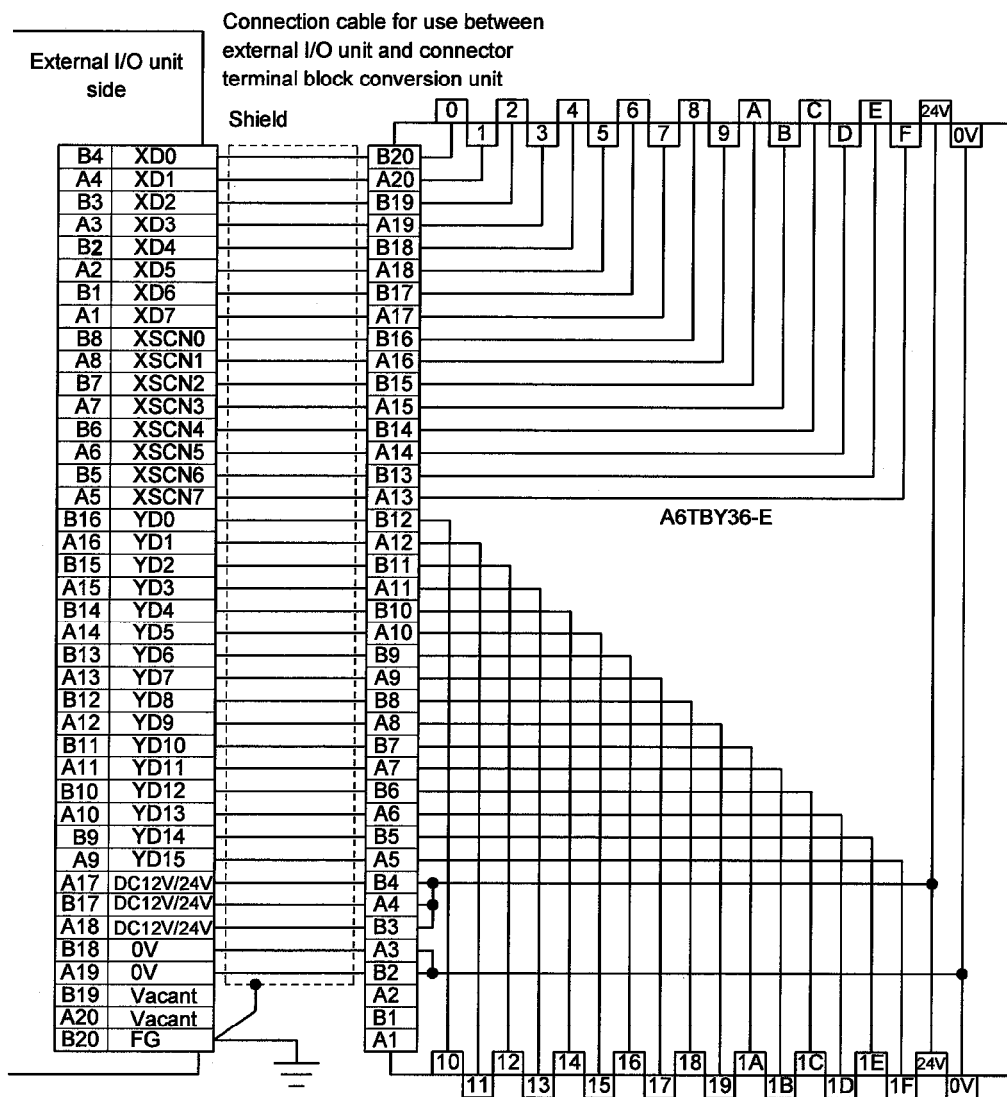 Connection cable for use between
external I/O unit and connector
terminal block conversion unit
External I/O unit
side
Shield
0 2 4 6 8 A C E 24V
1 3 5 7 9 B D F 0V
B4 XD0 B20
A4 XD1 A20
B3 XD2 B19
A3 XD3 A19
B2 XD4 B18
A2 XD5 A18
B1 XD6 B17
A1 XD7 A17
B8 XSCN0 B16
A8 XSCN1 A16
B7 XSCN2 B15
A7 XSCN3 A15
B6 XSCN4 B14
A6 XSCN5 A14
B5 XSCN6 B13
A5 XSCN7 A13
A6TBY36-E
B16 YD0 B12
A16 YD1 A12
B15 YD2 B11
A15 YD3 A11
B14 YD4 B10
A14 YD5 A10
B13 YD6 B9
A13 YD7 A9
B12 YD8 B8
A12 YD9 A8
B11 YD10 B7
A11 YD11 A7
B10 YD12 B6
A10 YD13 A6
B9 YD14 B5
A9 YD15 A5
A17 DC12V/24V B4
B17 DC12V/24V A4
A18 DC12V/24V B3
B18 0V A3
A19 0V B2
B19 Vacant A2
A20 Vacant B1
B20 FG A1
10 12 14 16 18 1A 1C 1E 24V
11 13 15 17 19 1B 1D 1F 0V